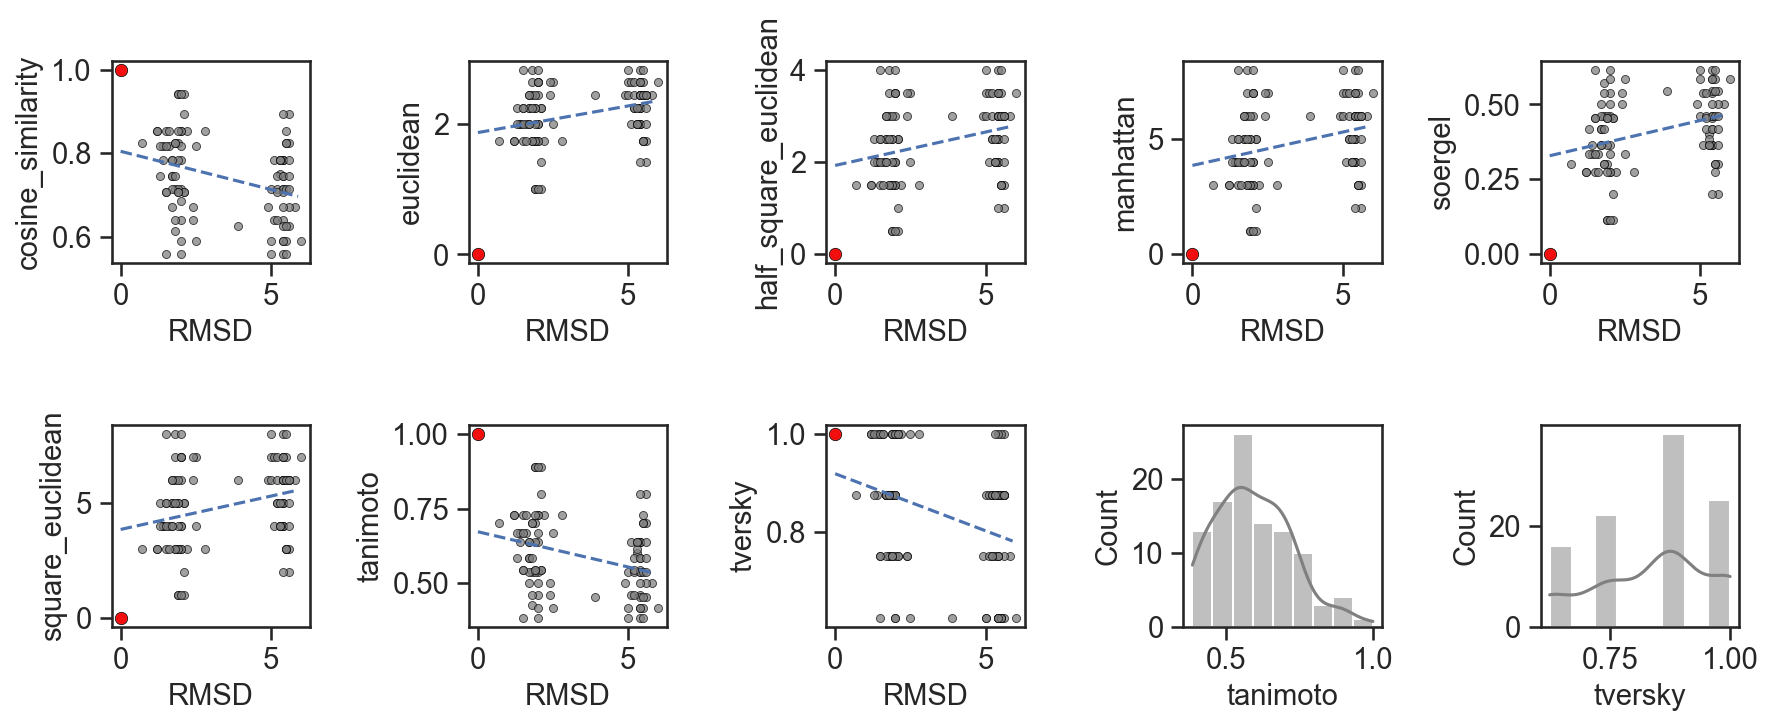 cosine_similarity
1.0
0.8
0.6
0
5
RMSD
euclidean
2
0
0
5
RMSD
half_square_euclidean
4
2
0
0
5
RMSD
manhattan
5
0
0
5
RMSD
soergel
0.50
0.25
0.00
0
5
RMSD
square_euclidean
5
0
0
5
RMSD
tanimoto
1.00
0.75
0.50
0
5
RMSD
tversky
1.0
0.8
0
5
RMSD
Count
20
10
0
0.5
1.0
tanimoto
Count
20
0
0.75
1.00
tversky